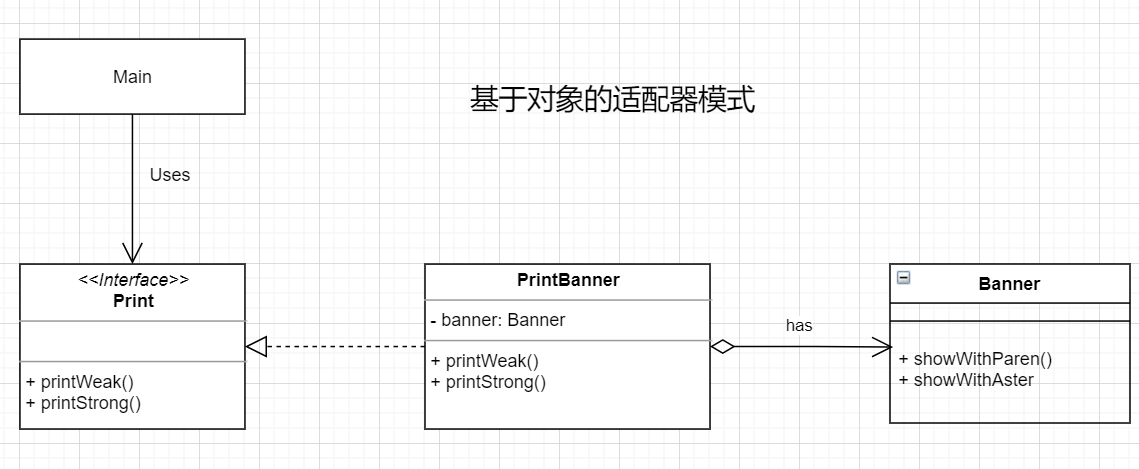 Main
基于对象的适配器模式
Uses
<<Interface>>
Print
+ printWeak()
+ printStrong()
PrintBanner
- banner: Banner
+ printWeak()
+ printStrong()
has
Banner
+ showWithParen()
+ showWithAster